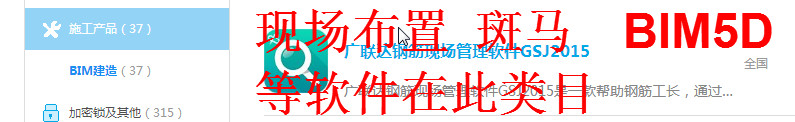 施工产品（37）
BIM建造（37）
加密锁及其他（315）
现场布置 斑马 BIM5D
等软件在此类目
广联达钢筋现场管理软件GSJ2015
全国
广联达钢筋现场管理软件GSJ2015是一款帮助钢筋工长，通过...